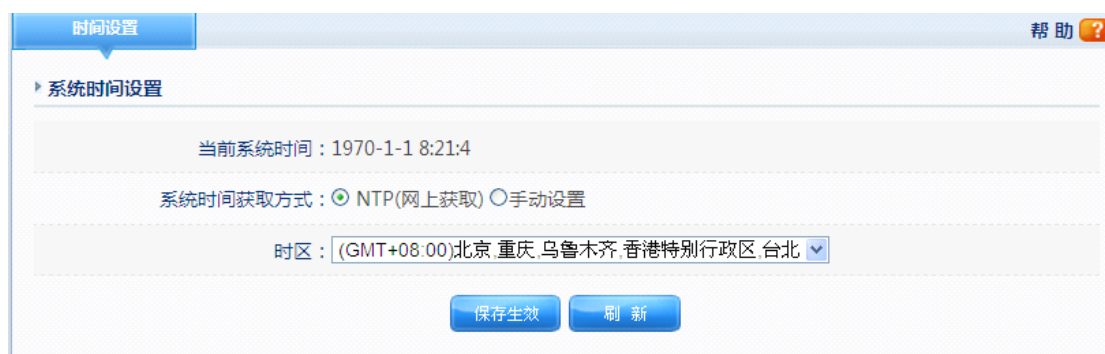 时间设置
帮 助 ?
系统时间设置
当前系统时间：1970-1-1 8:21:4
系统时间获取方式： NTP(网上获取) 手动设置
时区： (GMT+08:00)北京,重庆,乌鲁木齐,香港特别行政区,台北
保存生效 刷 新